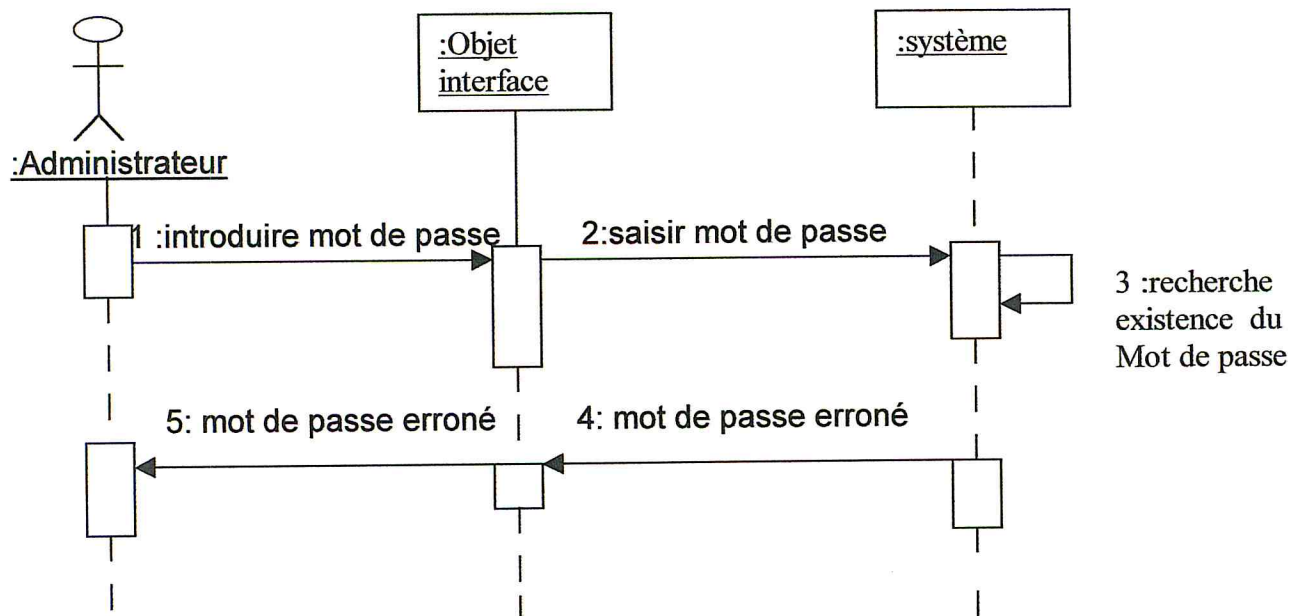 :Objet
interface
:système
:Administrateur
1 :introduire mot de passe
2:saisir mot de passe
3 :recherche
existence du
Mot de passe
5: mot de passe erroné
4: mot de passe erroné